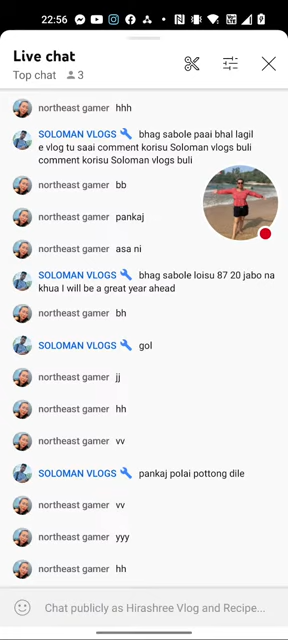 22:56
Live chat
Top chat 3
northeast gamer hhh
SOLOMAN VLOGS bhag sabole paai bhal lagil
e vlog tu saai comment korisu Soloman vlogs buli
comment korisu Soloman vlogs buli
northeast gamer bb
northeast gamer pankaj
northeast gamer asa ni
SOLOMAN VLOGS bhag sabole loisu 87 20 jabo na
khua I will be a great year ahead
northeast gamer bh
SOLOMAN VLOGS gol
northeast gamer jj
northeast gamer hh
northeast gamer vv
SOLOMAN VLOGS pankaj polai pottong dile
northeast gamer vv
northeast gamer yyy
northeast gamer hh
Chat publicly as Hirashree Vlog and Recipe...